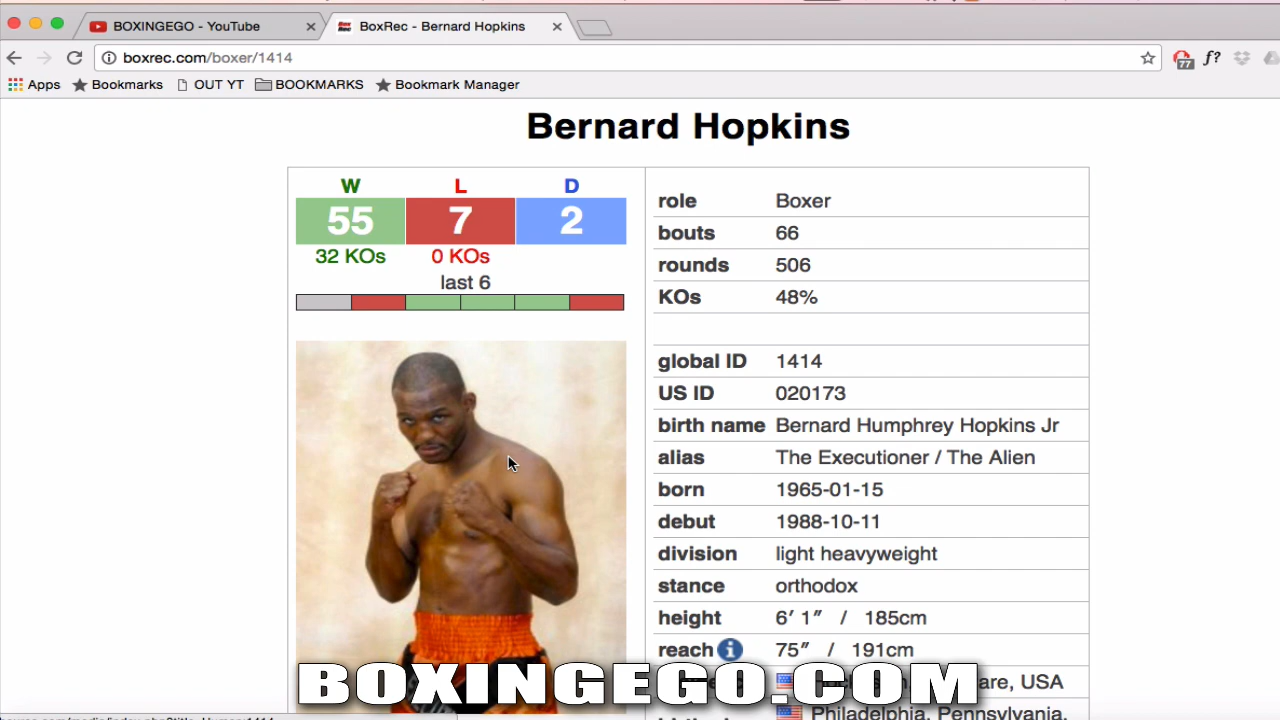 BOXINGEGO - YouTube
BoxRec - Bernard Hopkins
boxrec.com/boxer/1414
77
f?
Apps
Bookmarks
OUT YT
BOOKMARKS
Bookmark Manager
Bernard Hopkins
W L D
55 7 2
32 KOs 0 KOs
last 6
role Boxer
bouts 66
rounds 506
KOs 48%
global ID 1414
US ID 020173
birth name Bernard Humphrey Hopkins Jr
alias The Executioner / The Alien
born 1965-01-15
debut 1988-10-11
division light heavyweight
stance orthodox
height 6′ 1″ / 185cm
reach 75″ / 191cm
USA
Philadelphia, Pennsylvania,
BOXINGEGO.COM